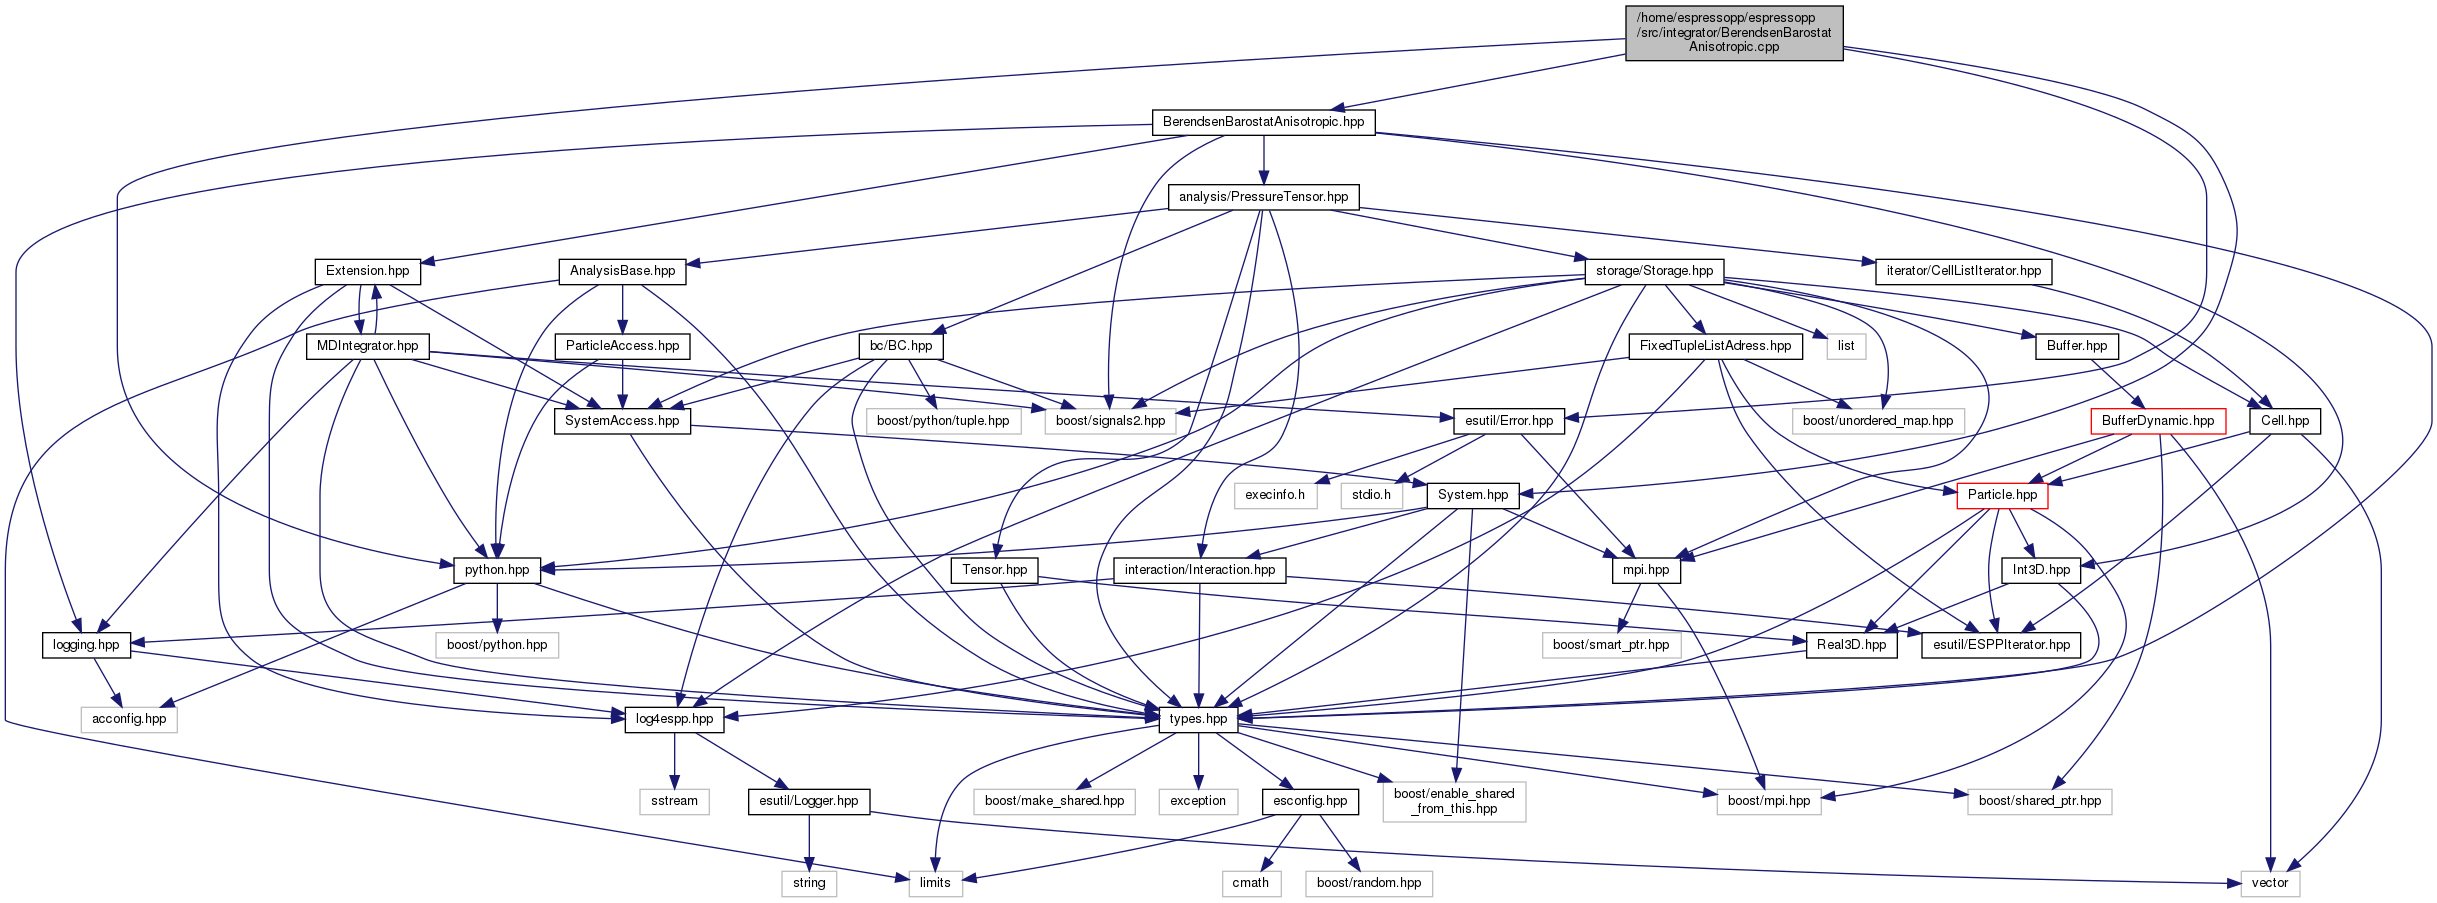 /home/espressopp/espressopp
/src/integrator/BerendsenBarostat
Anisotropic.cpp
BerendsenBarostatAnisotropic.hpp
analysis/PressureTensor.hpp
Extension.hpp
AnalysisBase.hpp
storage/Storage.hpp
iterator/CellListIterator.hpp
MDIntegrator.hpp
ParticleAccess.hpp
bc/BC.hpp
FixedTupleListAdress.hpp
list
Buffer.hpp
SystemAccess.hpp
boost/python/tuple.hpp
boost/signals2.hpp
esutil/Error.hpp
boost/unordered_map.hpp
BufferDynamic.hpp
Cell.hpp
execinfo.h
stdio.h
System.hpp
Particle.hpp
python.hpp
Tensor.hpp
interaction/Interaction.hpp
mpi.hpp
Int3D.hpp
logging.hpp
boost/python.hpp
boost/smart_ptr.hpp
Real3D.hpp
esutil/ESPPIterator.hpp
acconfig.hpp
log4espp.hpp
types.hpp
sstream
esutil/Logger.hpp
boost/make_shared.hpp
exception
esconfig.hpp
boost/enable_shared
_from_this.hpp
boost/mpi.hpp
boost/shared_ptr.hpp
string
limits
cmath
boost/random.hpp
vector